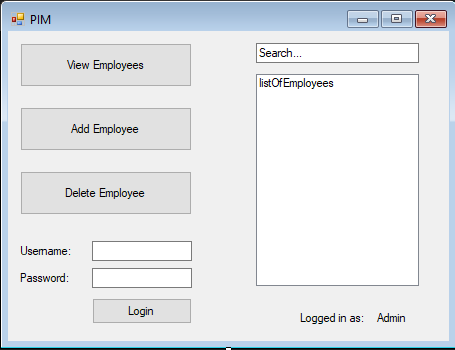 PIM
View Employees
Add Employee
Delete Employee
Username:
Password:
Login
Search...
listOfEmployees
Logged in as: Admin